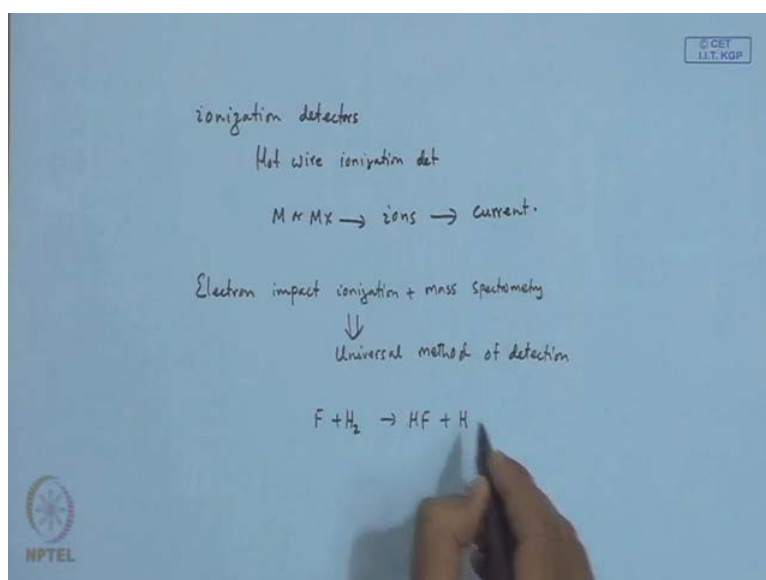 © CET
I.I.T. KGP
ionization detectors
Hot wire ionization det
M or MX → ions → current.
Electron impact ionization + mass spectrometry
⇓
Universal method of detection
F + H₂ → HF + H
NPTEL